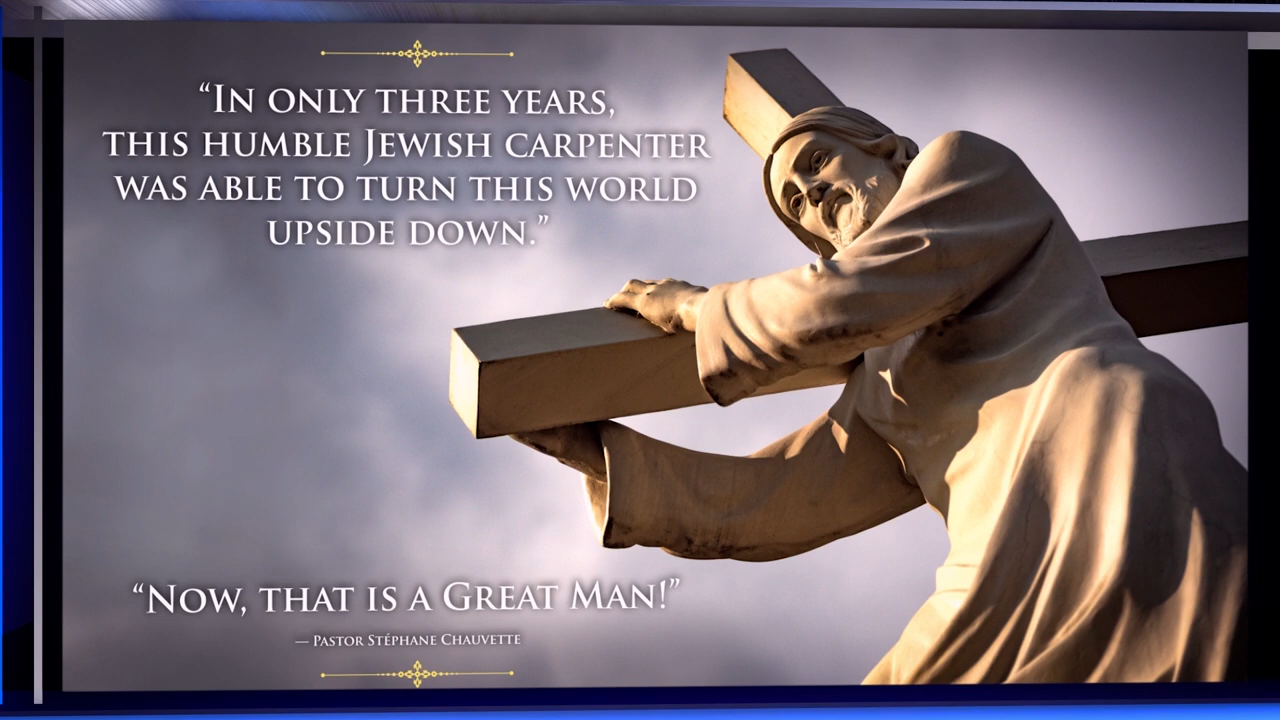 “In only three years,
this humble Jewish carpenter
was able to turn this world
upside down.”
“Now, that is a Great Man!”
— Pastor Stéphane Chauvette